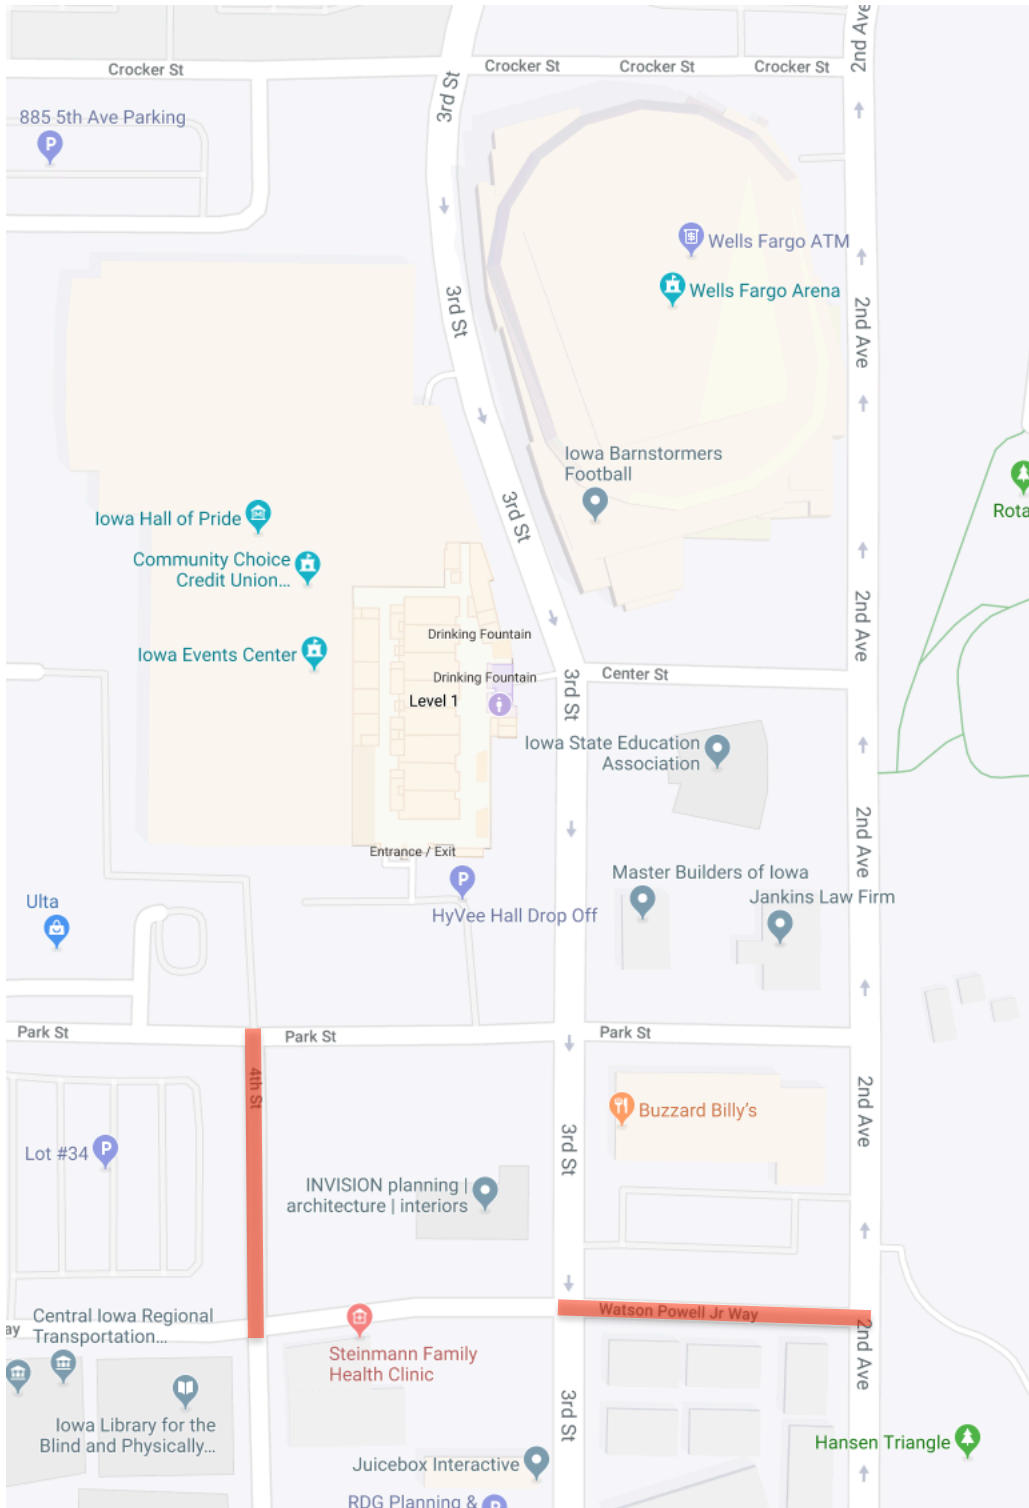 2nd Ave
Crocker St
Crocker St
Crocker St
Crocker St
3rd St
885 5th Ave Parking
P
Wells Fargo ATM
Wells Fargo Arena
3rd St
2nd Ave
Iowa Barnstormers
Football
3rd St
Rota
Iowa Hall of Pride
Community Choice
Credit Union...
2nd Ave
Drinking Fountain
Iowa Events Center
Drinking Fountain
Level 1
3rd St
Center St
Iowa State Education
Association
2nd Ave
Entrance / Exit
Master Builders of Iowa
P
Jankins Law Firm
Ulta
HyVee Hall Drop Off
Park St
Park St
Park St
4th St
2nd Ave
Buzzard Billy's
Lot #34
P
3rd St
INVISION planning |
architecture | interiors
Watson Powell Jr Way
Central Iowa Regional
Transportation...
ay
2nd Ave
Steinmann Family
Health Clinic
3rd St
Iowa Library for the
Blind and Physically...
Hansen Triangle
Juicebox Interactive
RDG Planning &
P